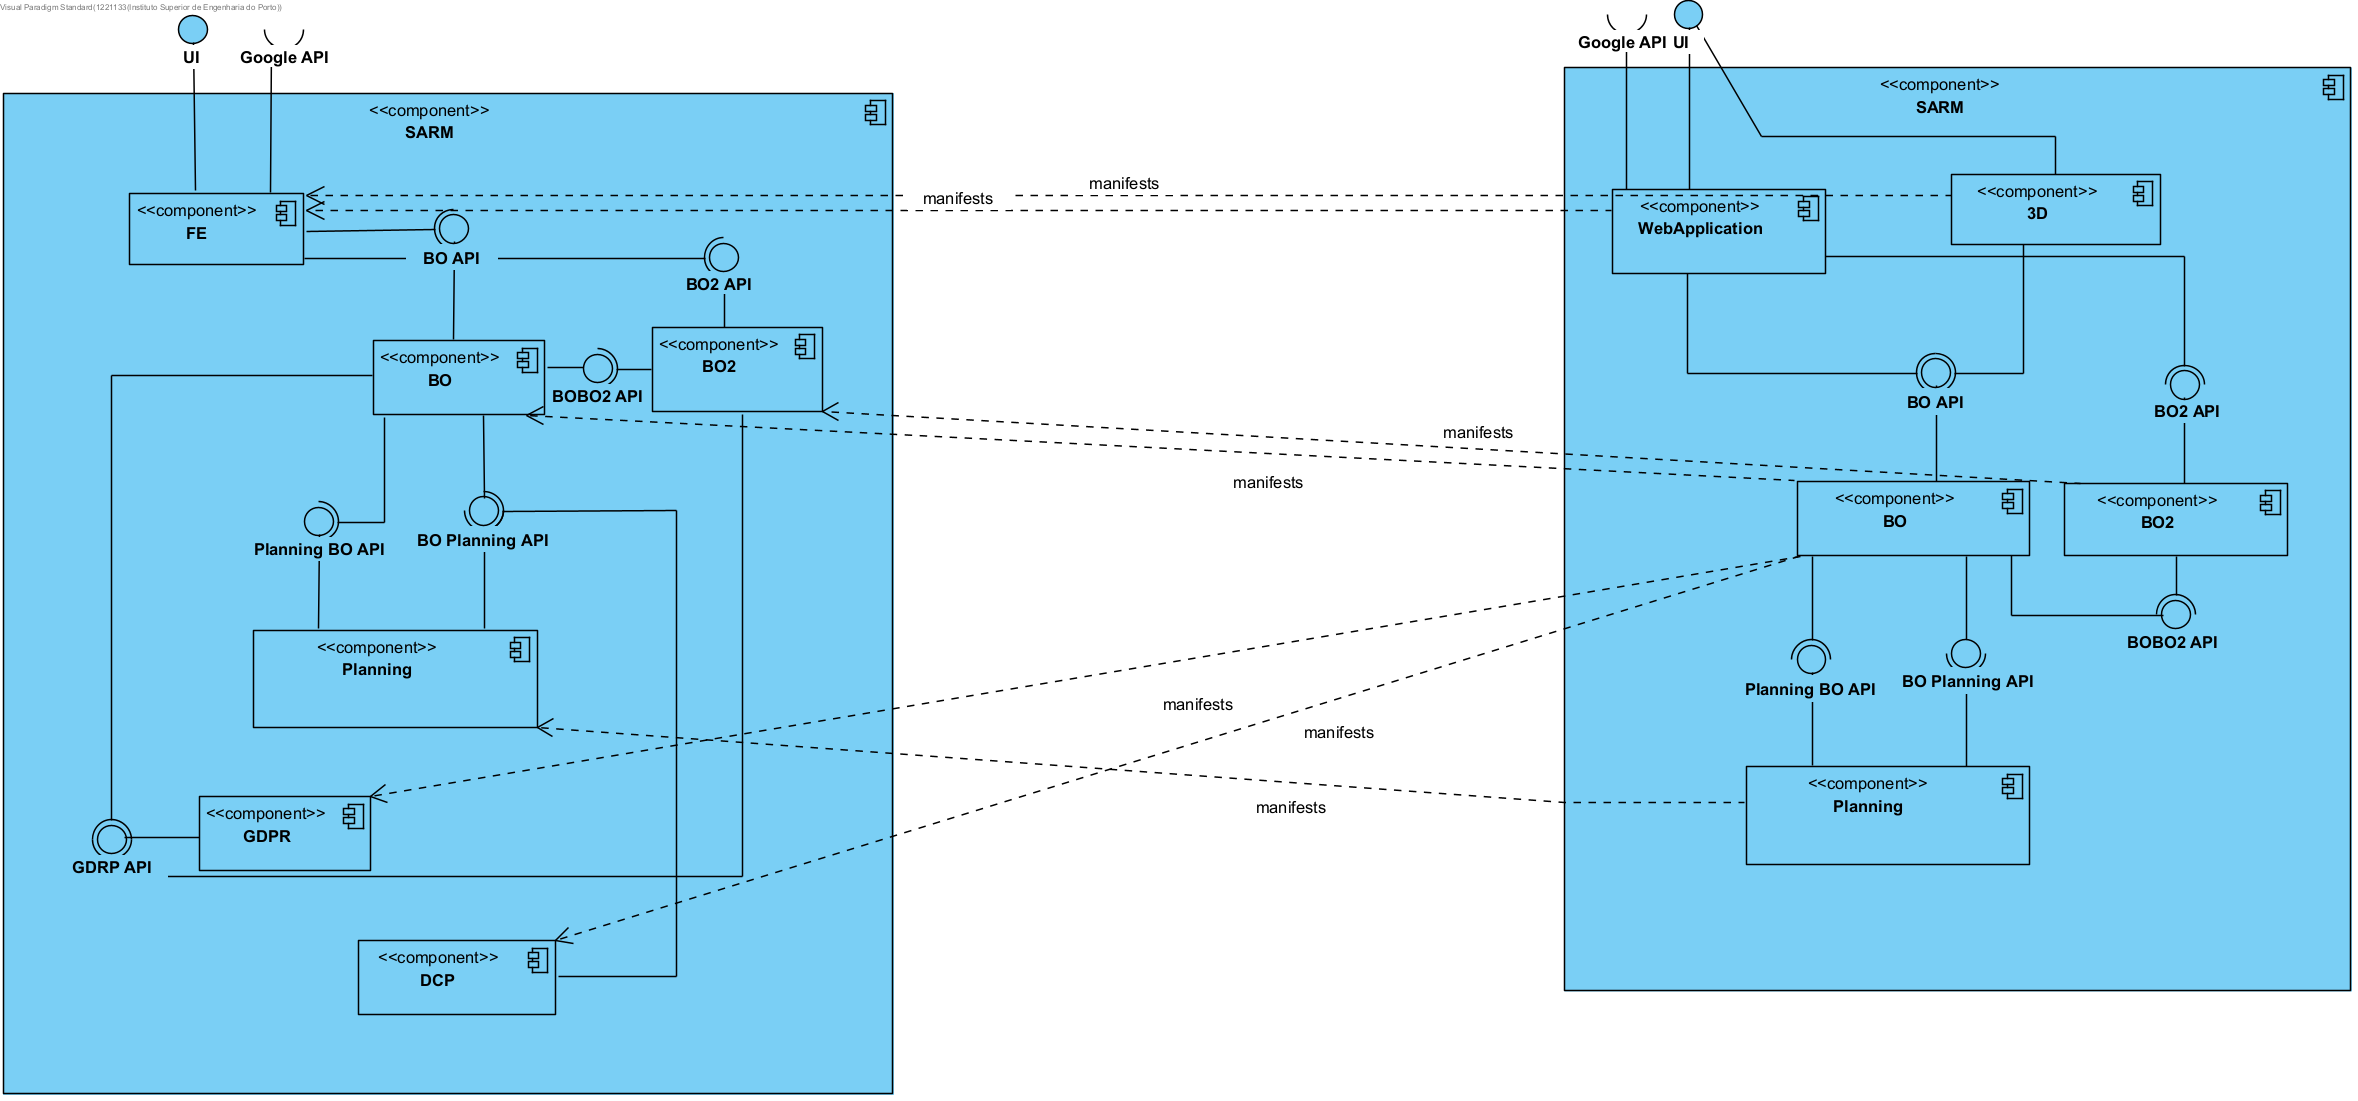 Visual Paradigm Standard(1221133(Instituto Superior de Engenharia do Porto))
UI
Google API
<<component>>
SARM
<<component>>
FE
BO API
BO2 API
<<component>>
BO
BOBO2 API
<<component>>
BO2
Planning BO API
BO Planning API
<<component>>
Planning
<<component>>
GDPR
GDRP API
<<component>>
DCP
manifests
manifests
manifests
manifests
manifests
manifests
manifests
Google API
UI
<<component>>
SARM
<<component>>
WebApplication
<<component>>
3D
BO API
BO2 API
<<component>>
BO
<<component>>
BO2
BOBO2 API
Planning BO API
BO Planning API
<<component>>
Planning